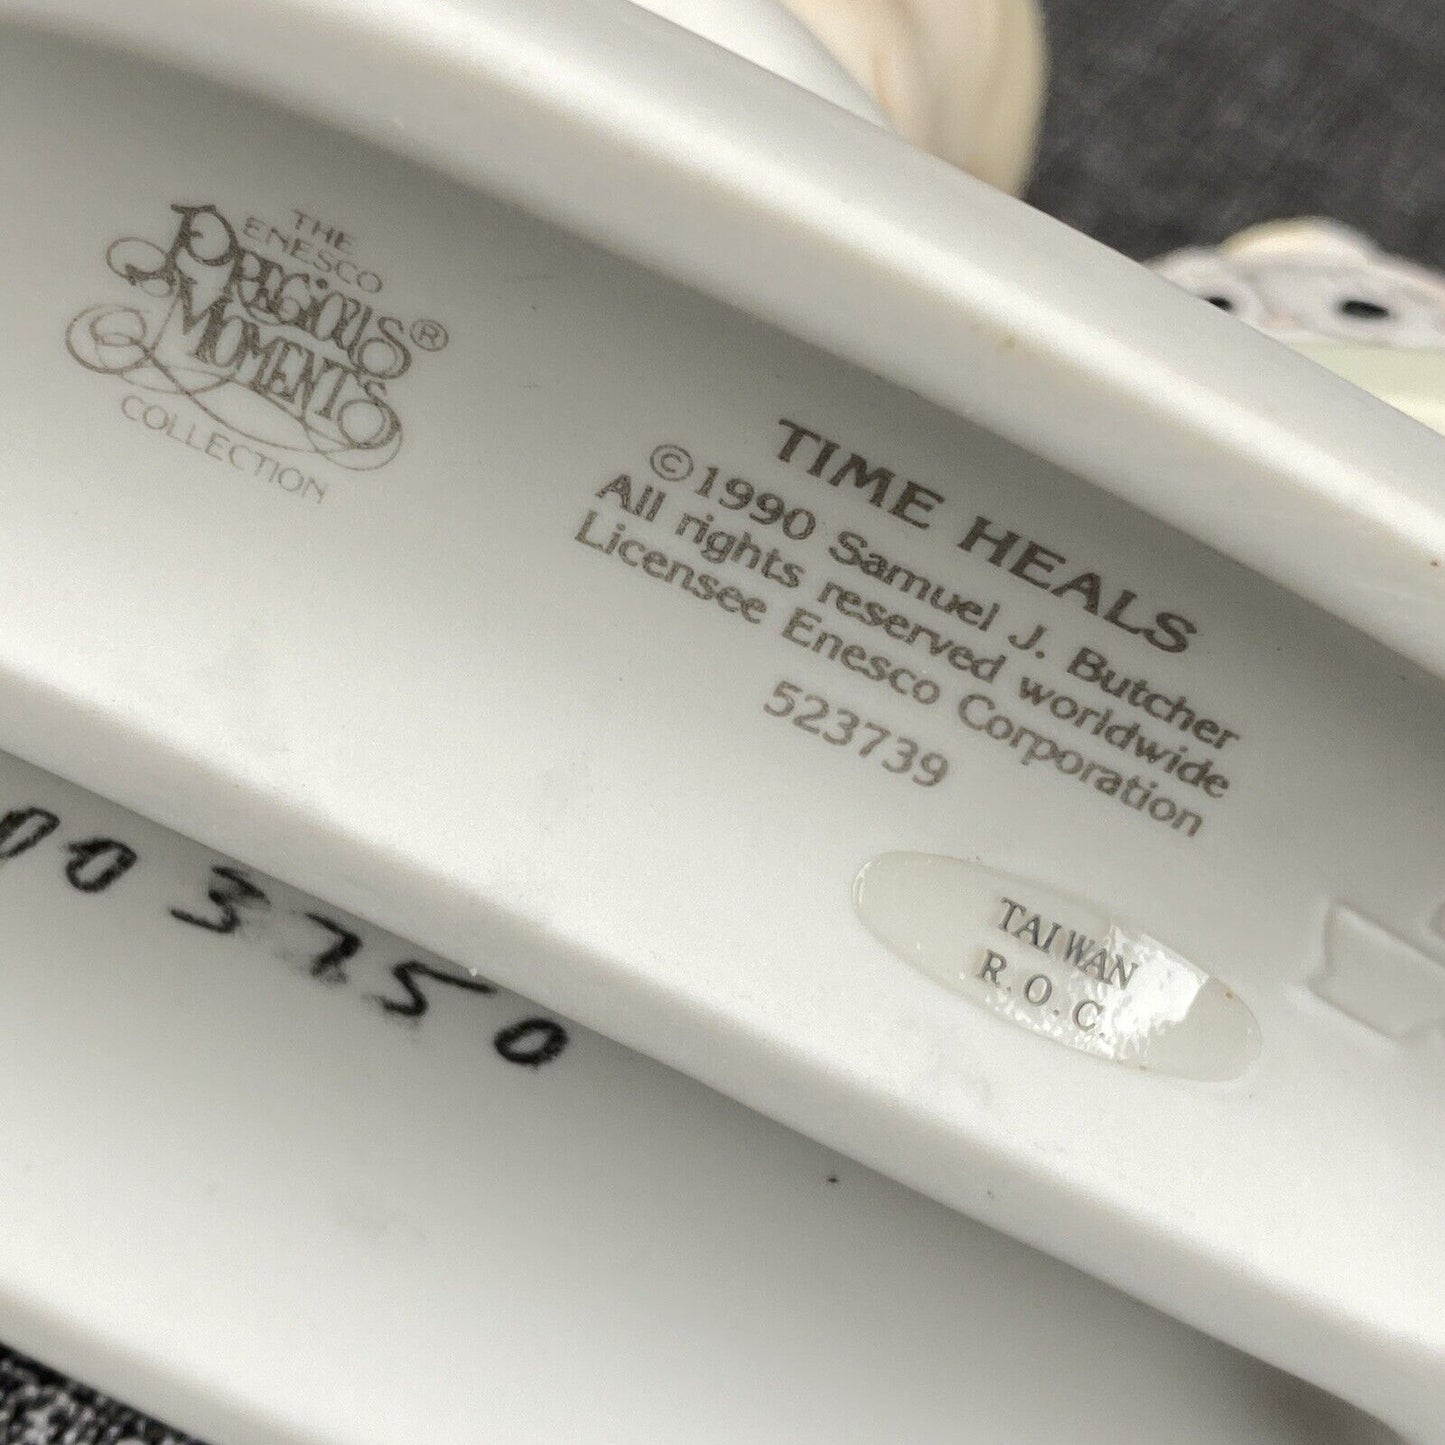 THE
ENESCO
PRECIOUS
MOMENTS®
COLLECTION
TIME HEALS
©1990 Samuel J. Butcher
All rights reserved worldwide
Licensee Enesco Corporation
523739
TAIWAN
R.O.C.
003750